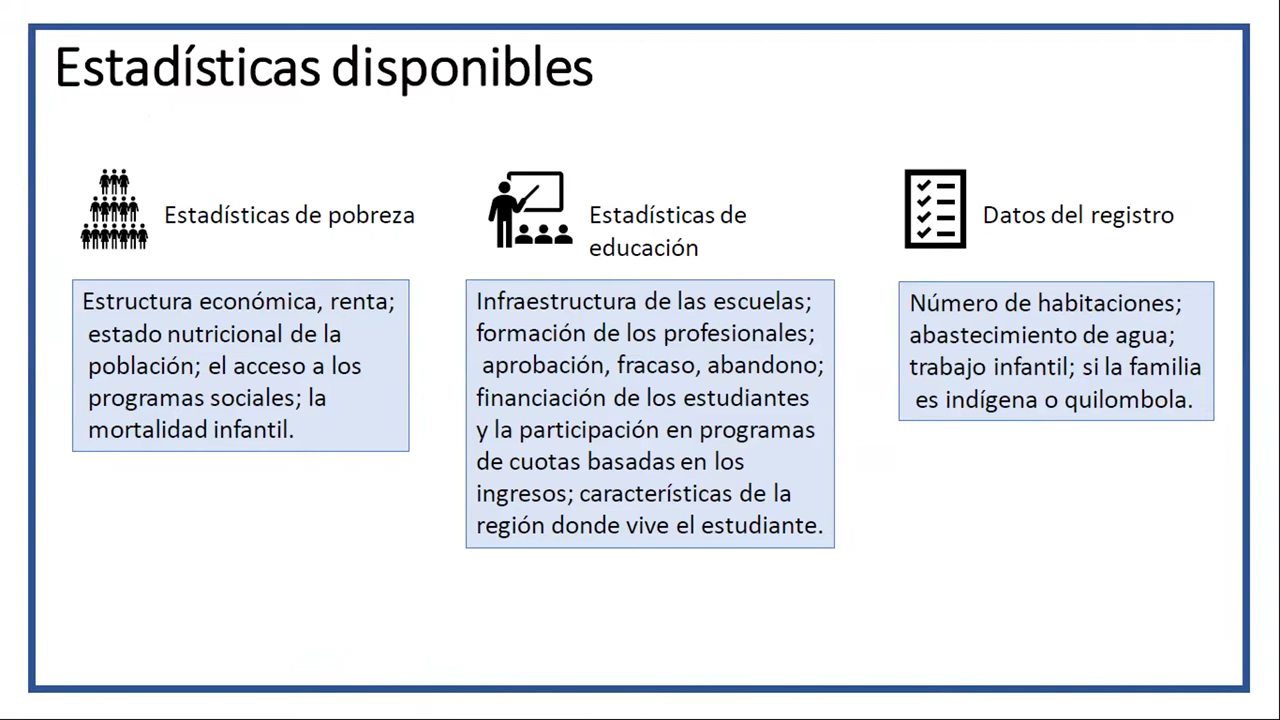 Estadísticas disponibles
Estadísticas de pobreza
Estructura económica, renta;
estado nutricional de la
población; el acceso a los
programas sociales; la
mortalidad infantil.
Estadísticas de
educación
Infraestructura de las escuelas;
formación de los profesionales;
aprobación, fracaso, abandono;
financiación de los estudiantes
y la participación en programas
de cuotas basadas en los
ingresos; características de la
región donde vive el estudiante.
Datos del registro
Número de habitaciones;
abastecimiento de agua;
trabajo infantil; si la familia
es indígena o quilombola.